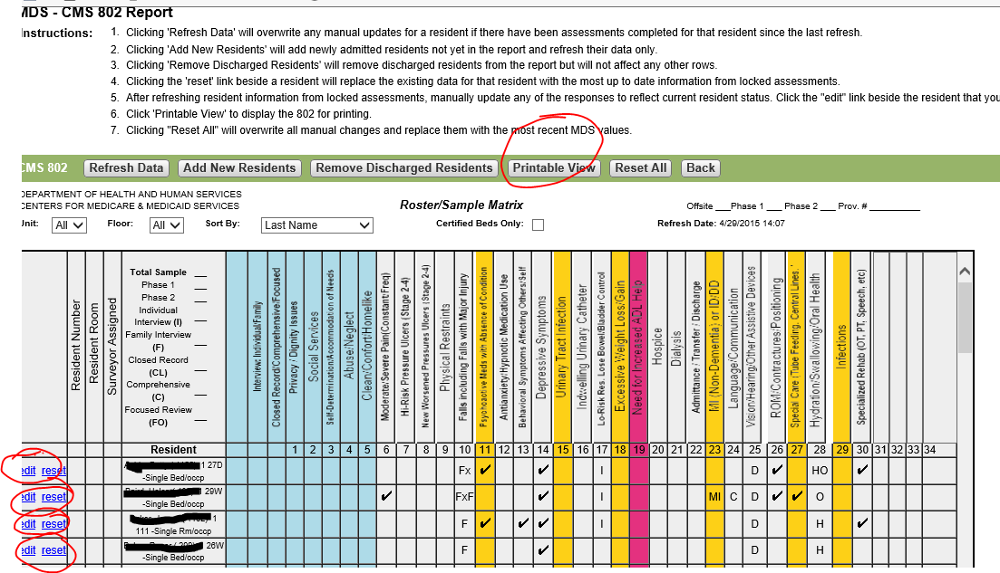 MDS - CMS 802 Report
Instructions:
1. Clicking 'Refresh Data' will overwrite any manual updates for a resident if there have been assessments completed for that resident since the last refresh.
2. Clicking 'Add New Residents' will add newly admitted residents not yet in the report and refresh their data only.
3. Clicking 'Remove Discharged Residents' will remove discharged residents from the report but will not affect any other rows.
4. Clicking the 'reset' link beside a resident will replace the existing data for that resident with the most up to date information from locked assessments.
5. After refreshing resident information from locked assessments, manually update any of the responses to reflect current resident status. Click the "edit" link beside the resident that you
6. Click 'Printable View' to display the 802 for printing.
7. Clicking "Reset All" will overwrite all manual changes and replace them with the most recent MDS values.
CMS 802 Refresh Data Add New Residents Remove Discharged Residents Printable View Reset All Back
DEPARTMENT OF HEALTH AND HUMAN SERVICES
CENTERS FOR MEDICARE & MEDICAID SERVICES
Roster/Sample Matrix
Offsite ___Phase 1 ___ Phase 2 ___ Prov. # __________
Unit: All Floor: All Sort By: Last Name Certified Beds Only: Refresh Date: 4/29/2015 14:07
Resident Number
Resident Room
Surveyor Assigned
Total Sample __
Phase 1 __
Phase 2 __
Individual
Interview (I) __
Family Interview
(F) __
Closed Record
(CL) __
Comprehensive
(C) __
Focused Review
(FO) __
Interview: Individual/Family
Closed Record/Comprehensive/Focused
Privacy / Dignity Issues
Social Services
Self-Determination/Accommodation of Needs
Abuse/Neglect
Clean/Comfort/Homelike
Moderate/Severe Pain(Constant/Freq)
Hi-Risk Pressure Ulcers (Stage 2-4)
New Worsened Pressures Ulcers (Stage 2-4)
Physical Restraints
Falls including Falls with Major Injury
Psychoactive Meds with Absence of Condition
Antianxiety/Hypnotic Medication Use
Behavioral Symptoms Affecting Others/Self
Depressive Symptoms
Urinary Tract Infection
Indwelling Urinary Catheter
Lo-Risk Res. Lose Bowel/Bladder Control
Excessive Weight Loss/Gain
Need for Increased ADL Help
Hospice
Dialysis
Admittance / Transfer / Discharge
MI (Non-Dementia) or ID/DD
Language/Communication
Vision/Hearing/Other Assistive Devices
ROM/Contractures/Positioning
Special Care Tube Feeding, Central Lines.'
Hydration/Swallowing/Oral Health
Infections
Specialized Rehab (OT, PT, Speech, etc)
Resident 1 2 3 4 5 6 7 8 9 10 11 12 13 14 15 16 17 18 19 20 21 22 23 24 25 26 27 28 29 30 31 32 33 34
edit reset 1 27D Fx ✔ ✔ I D ✔ HO ✔
-Single Bed/occp
edit reset 29W ✔ FxF ✔ I MI C D ✔ ✔ O
-Single Bed/occp
edit reset 1 F ✔ ✔ ✔ I D H ✔
111 -Single Rm/occp
edit reset 26W F ✔ D H
-Single Bed/occp